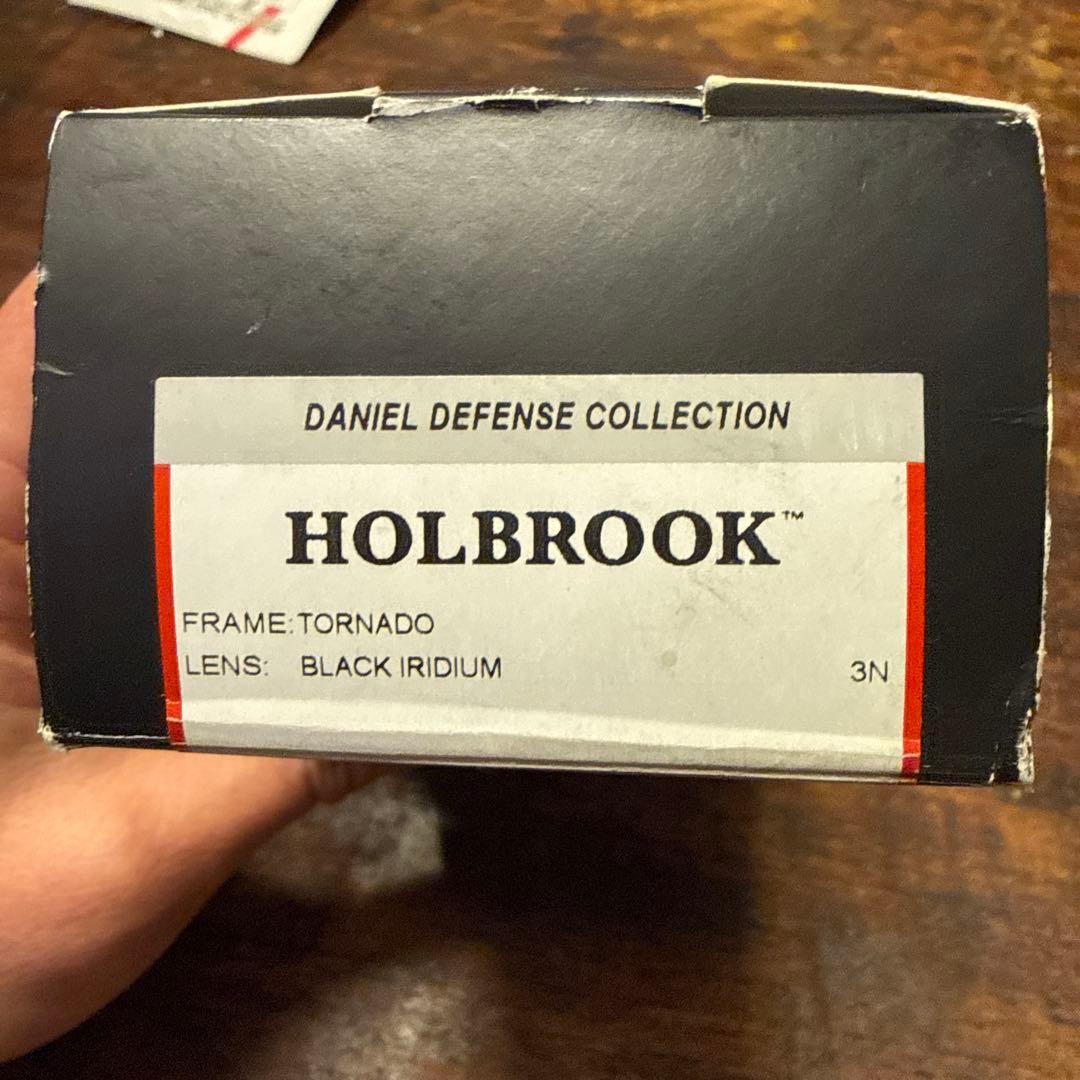 DANIEL DEFENSE COLLECTION
HOLBROOK™
FRAME: TORNADO
LENS: BLACK IRIDIUM 3N